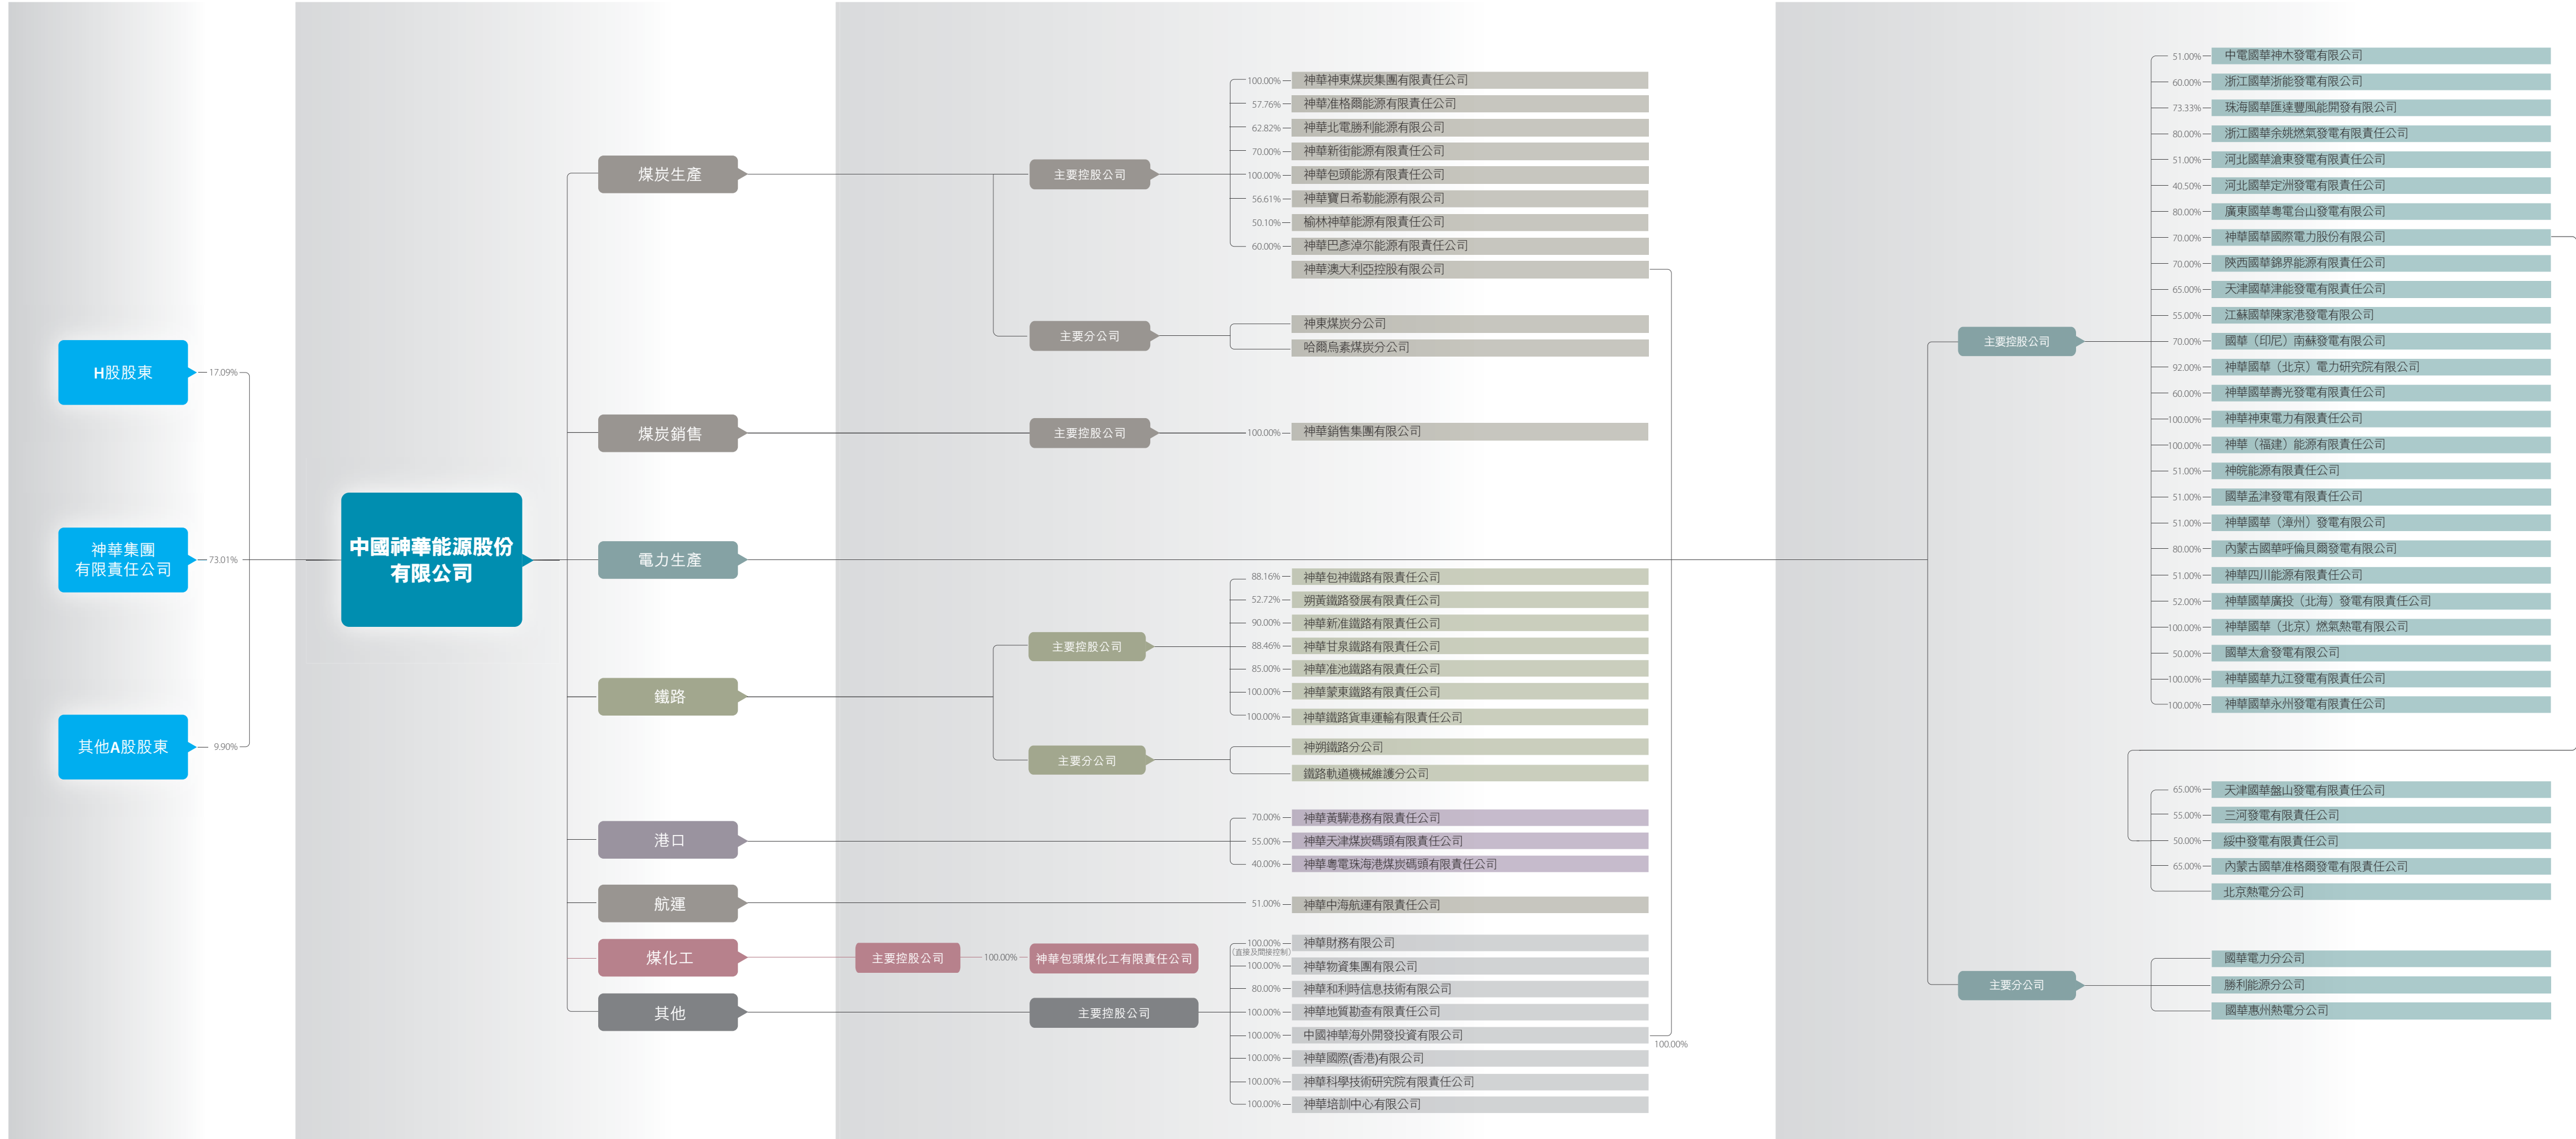 H股股東
17.09%
神華集團
有限責任公司
73.01%
其他A股股東
9.90%
中國神華能源股份
有限公司
煤炭生產
主要控股公司
100.00%
神華神東煤炭集團有限責任公司
57.76%
神華准格爾能源有限責任公司
62.82%
神華北電勝利能源有限公司
70.00%
神華新街能源有限責任公司
100.00%
神華包頭能源有限責任公司
56.61%
神華寶日希勒能源有限公司
50.10%
榆林神華能源有限責任公司
60.00%
神華巴彥淖尔能源有限責任公司
神華澳大利亞控股有限公司
主要分公司
神東煤炭分公司
哈爾烏素煤炭分公司
煤炭銷售
主要控股公司
100.00%
神華銷售集團有限公司
電力生產
鐵路
主要控股公司
88.16%
神華包神鐵路有限責任公司
52.72%
朔黃鐵路發展有限責任公司
90.00%
神華新准鐵路有限責任公司
88.46%
神華甘泉鐵路有限責任公司
85.00%
神華准池鐵路有限責任公司
100.00%
神華蒙東鐵路有限責任公司
100.00%
神華鐵路貨車運輸有限責任公司
主要分公司
神朔鐵路分公司
鐵路軌道機械維護分公司
港口
70.00%
神華黃驊港務有限責任公司
55.00%
神華天津煤炭碼頭有限責任公司
40.00%
神華粵電珠海港煤炭碼頭有限責任公司
航運
51.00%
神華中海航運有限責任公司
煤化工
主要控股公司
100.00%
神華包頭煤化工有限責任公司
其他
主要控股公司
100.00%
(直接及間接控制)
神華財務有限公司
100.00%
神華物資集團有限公司
80.00%
神華和利時信息技術有限公司
100.00%
神華地質勘查有限責任公司
100.00%
中國神華海外開發投資有限公司
100.00%
100.00%
神華國際(香港)有限公司
100.00%
神華科學技術研究院有限責任公司
100.00%
神華培訓中心有限公司
主要控股公司
51.00%
中電國華神木發電有限公司
60.00%
浙江國華浙能發電有限公司
73.33%
珠海國華匯達豐風能開發有限公司
80.00%
浙江國華余姚燃氣發電有限責任公司
51.00%
河北國華滄東發電有限責任公司
40.50%
河北國華定洲發電有限責任公司
80.00%
廣東國華粵電台山發電有限公司
70.00%
神華國華國際電力股份有限公司
70.00%
陝西國華錦界能源有限責任公司
65.00%
天津國華津能發電有限責任公司
55.00%
江蘇國華陳家港發電有限公司
70.00%
國華（印尼）南蘇發電有限公司
92.00%
神華國華（北京）電力研究院有限公司
60.00%
神華國華壽光發電有限責任公司
100.00%
神華神東電力有限責任公司
100.00%
神華（福建）能源有限責任公司
51.00%
神皖能源有限責任公司
51.00%
國華孟津發電有限責任公司
51.00%
神華國華（漳州）發電有限公司
80.00%
內蒙古國華呼倫貝爾發電有限公司
51.00%
神華四川能源有限責任公司
52.00%
神華國華廣投（北海）發電有限責任公司
100.00%
神華國華（北京）燃氣熱電有限公司
50.00%
國華太倉發電有限公司
100.00%
神華國華九江發電有限責任公司
100.00%
神華國華永州發電有限責任公司
65.00%
天津國華盤山發電有限責任公司
55.00%
三河發電有限責任公司
50.00%
綏中發電有限責任公司
65.00%
內蒙古國華准格爾發電有限責任公司
北京熱電分公司
主要分公司
國華電力分公司
勝利能源分公司
國華惠州熱電分公司